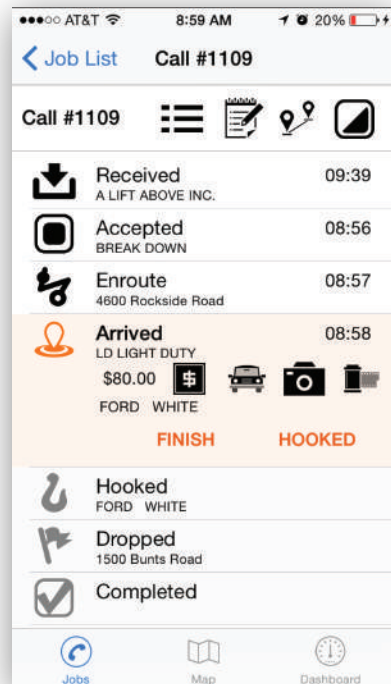 AT&T 8:59 AM 20%
Job List Call #1109
Call #1109
Received 09:39
A LIFT ABOVE INC.
Accepted 08:56
BREAK DOWN
Enroute 08:57
4600 Rockside Road
Arrived 08:58
LD LIGHT DUTY
$80.00 $
FORD WHITE
FINISH HOOKED
Hooked
FORD WHITE
Dropped
1500 Bunts Road
Completed
Jobs Map Dashboard